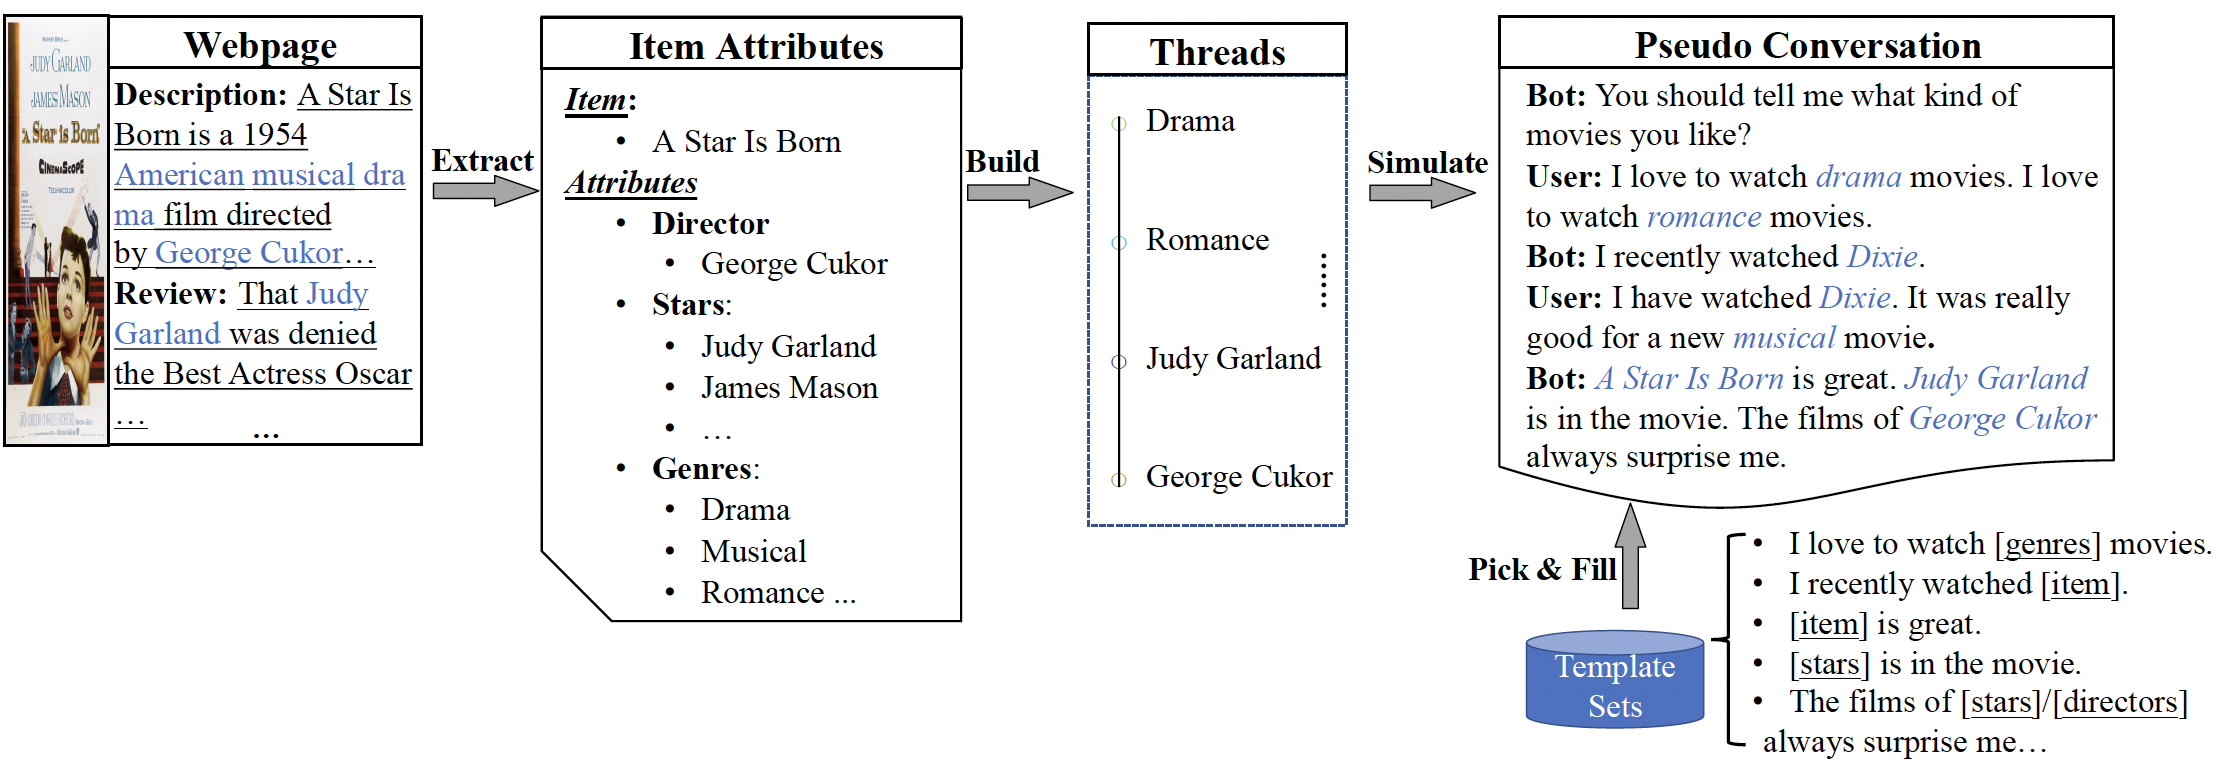 JUDY GARLAND
JAMES MASON
'A Star is Born'
CINEMASCOPE
TECHNICOLOR
Webpage
Description: A Star Is
Born is a 1954
American musical dra
ma film directed
by George Cukor…
Review: That Judy
Garland was denied
the Best Actress Oscar
…
...
Extract
Item Attributes
Item:
• A Star Is Born
Attributes
• Director
• George Cukor
• Stars:
• Judy Garland
• James Mason
• …
• Genres:
• Drama
• Musical
• Romance ...
Build
Threads
Drama
Romance
Judy Garland
George Cukor
Simulate
Pseudo Conversation
Bot: You should tell me what kind of
movies you like?
User: I love to watch drama movies. I love
to watch romance movies.
Bot: I recently watched Dixie.
User: I have watched Dixie. It was really
good for a new musical movie.
Bot: A Star Is Born is great. Judy Garland
is in the movie. The films of George Cukor
always surprise me.
Pick & Fill
Template
Sets
• I love to watch [genres] movies.
• I recently watched [item].
• [item] is great.
• [stars] is in the movie.
• The films of [stars]/[directors]
always surprise me…